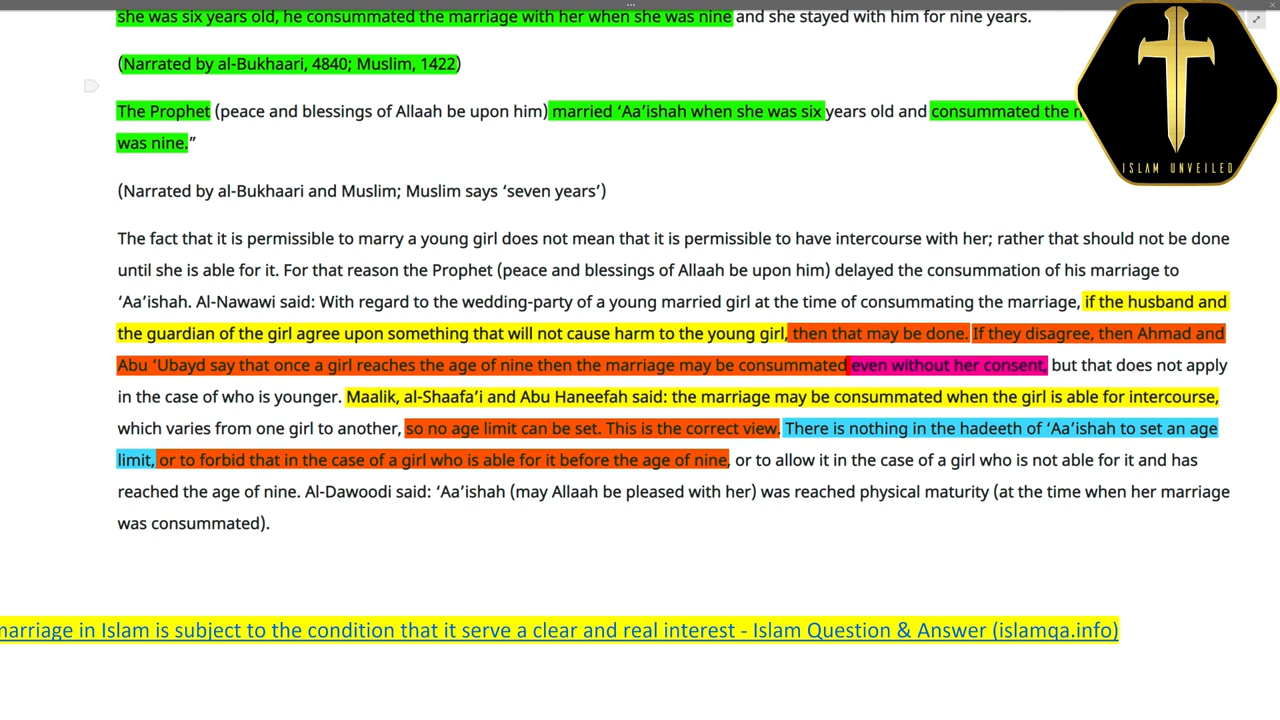 she was six years old, he consummated the marriage with her when she was nine and she stayed with him for nine years.
(Narrated by al-Bukhaari, 4840; Muslim, 1422)
The Prophet (peace and blessings of Allaah be upon him) married ‘Aa’ishah when she was six years old and consummated the
was nine.”
(Narrated by al-Bukhaari and Muslim; Muslim says ‘seven years’)
The fact that it is permissible to marry a young girl does not mean that it is permissible to have intercourse with her; rather that should not be done
until she is able for it. For that reason the Prophet (peace and blessings of Allaah be upon him) delayed the consummation of his marriage to
‘Aa’ishah. Al-Nawawi said: With regard to the wedding-party of a young married girl at the time of consummating the marriage, if the husband and
the guardian of the girl agree upon something that will not cause harm to the young girl, then that may be done. If they disagree, then Ahmad and
Abu ‘Ubayd say that once a girl reaches the age of nine then the marriage may be consummated even without her consent, but that does not apply
in the case of who is younger. Maalik, al-Shaafa’i and Abu Haneefah said: the marriage may be consummated when the girl is able for intercourse,
which varies from one girl to another, so no age limit can be set. This is the correct view. There is nothing in the hadeeth of ‘Aa’ishah to set an age
limit, or to forbid that in the case of a girl who is able for it before the age of nine, or to allow it in the case of a girl who is not able for it and has
reached the age of nine. Al-Dawoodi said: ‘Aa’ishah (may Allaah be pleased with her) was reached physical maturity (at the time when her marriage
was consummated).
marriage in Islam is subject to the condition that it serve a clear and real interest - Islam Question & Answer (islamqa.info)
ISLAM UNVEILED